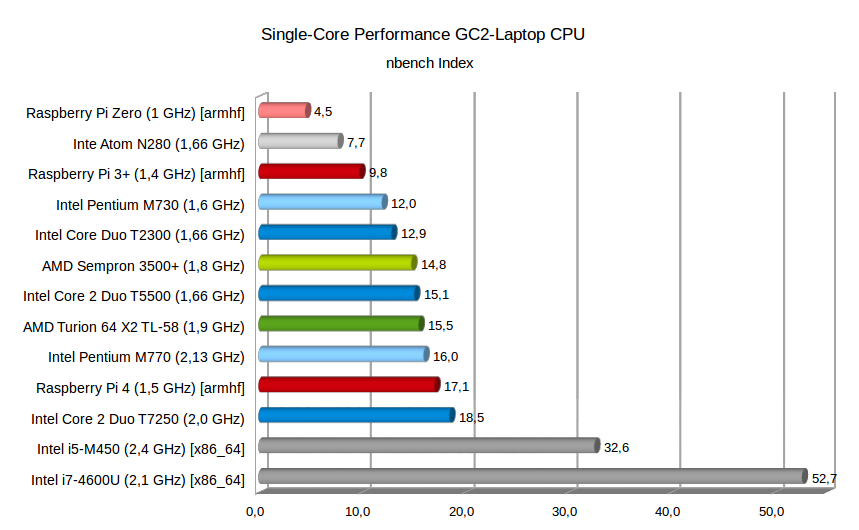 Single-Core Performance GC2-Laptop CPU
nbench Index
Raspberry Pi Zero (1 GHz) [armhf] 4,5
Inte Atom N280 (1,66 GHz) 7,7
Raspberry Pi 3+ (1,4 GHz) [armhf] 9,8
Intel Pentium M730 (1,6 GHz) 12,0
Intel Core Duo T2300 (1,66 GHz) 12,9
AMD Sempron 3500+ (1,8 GHz) 14,8
Intel Core 2 Duo T5500 (1,66 GHz) 15,1
AMD Turion 64 X2 TL-58 (1,9 GHz) 15,5
Intel Pentium M770 (2,13 GHz) 16,0
Raspberry Pi 4 (1,5 GHz) [armhf] 17,1
Intel Core 2 Duo T7250 (2,0 GHz) 18,5
Intel i5-M450 (2,4 GHz) [x86_64] 32,6
Intel i7-4600U (2,1 GHz) [x86_64] 52,7
0,0 10,0 20,0 30,0 40,0 50,0